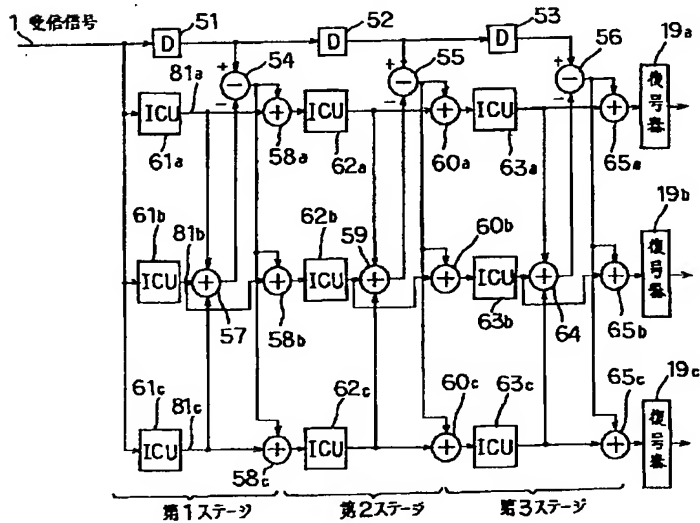 1 受信信号
D 51
D 52
D 53
+
−
54
+
−
55
+
−
56
19a
81a
ICU
61a
+
58a
ICU
62a
+
60a
ICU
63a
+
65a
復号器
61b
81b
ICU
+
57
+
58b
62b
ICU
59
+
+
60b
ICU
63b
+
64
+
65b
19b
復号器
61c
81c
ICU
+
58c
62c
ICU
+
60c
63c
ICU
+
65c
19c
復号器
第1ステージ
第2ステージ
第3ステージ